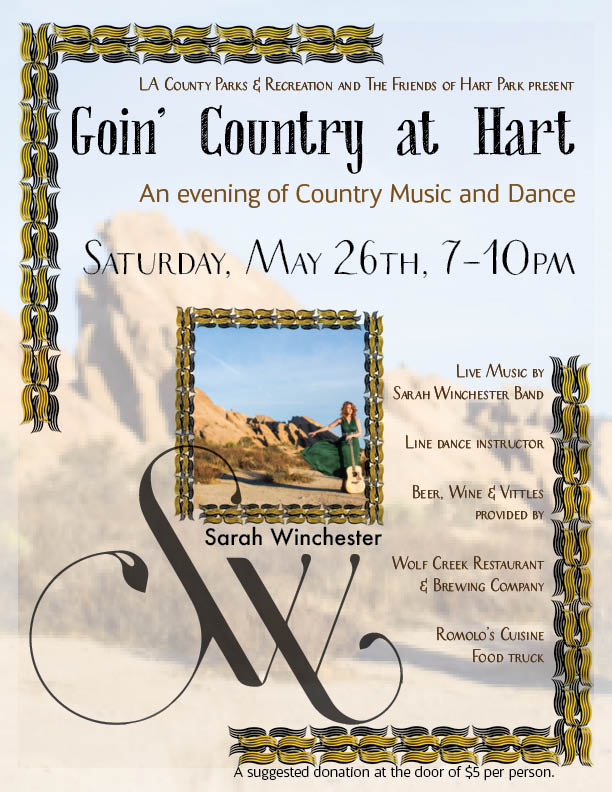 LA County Parks & Recreation and The Friends of Hart Park present
Goin' Country at Hart
An evening of Country Music and Dance
Saturday, May 26th, 7-10pm
Live Music by
Sarah Winchester Band
Line dance instructor
Beer, Wine & Vittles
provided by
Wolf Creek Restaurant
& Brewing Company
Romolo's Cuisine
Food truck
Sarah Winchester
SW
A suggested donation at the door of $5 per person.